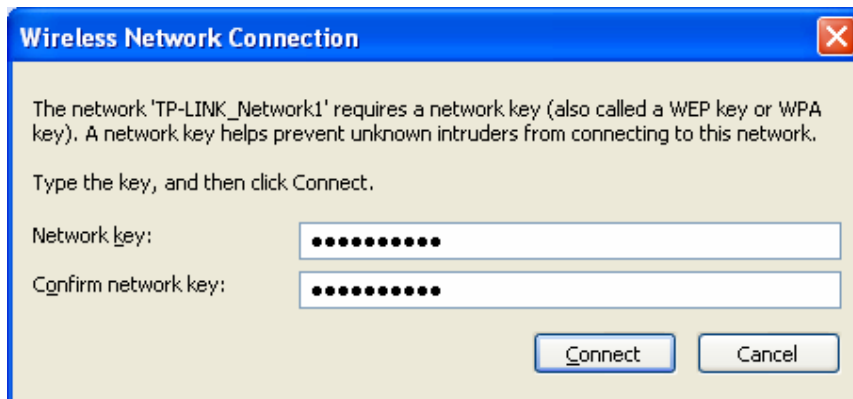 Wireless Network Connection
The network 'TP-LINK_Network1' requires a network key (also called a WEP key or WPA
key). A network key helps prevent unknown intruders from connecting to this network.
Type the key, and then click Connect.
Network key: ●●●●●●●●●●
Confirm network key: ●●●●●●●●●●
Connect Cancel